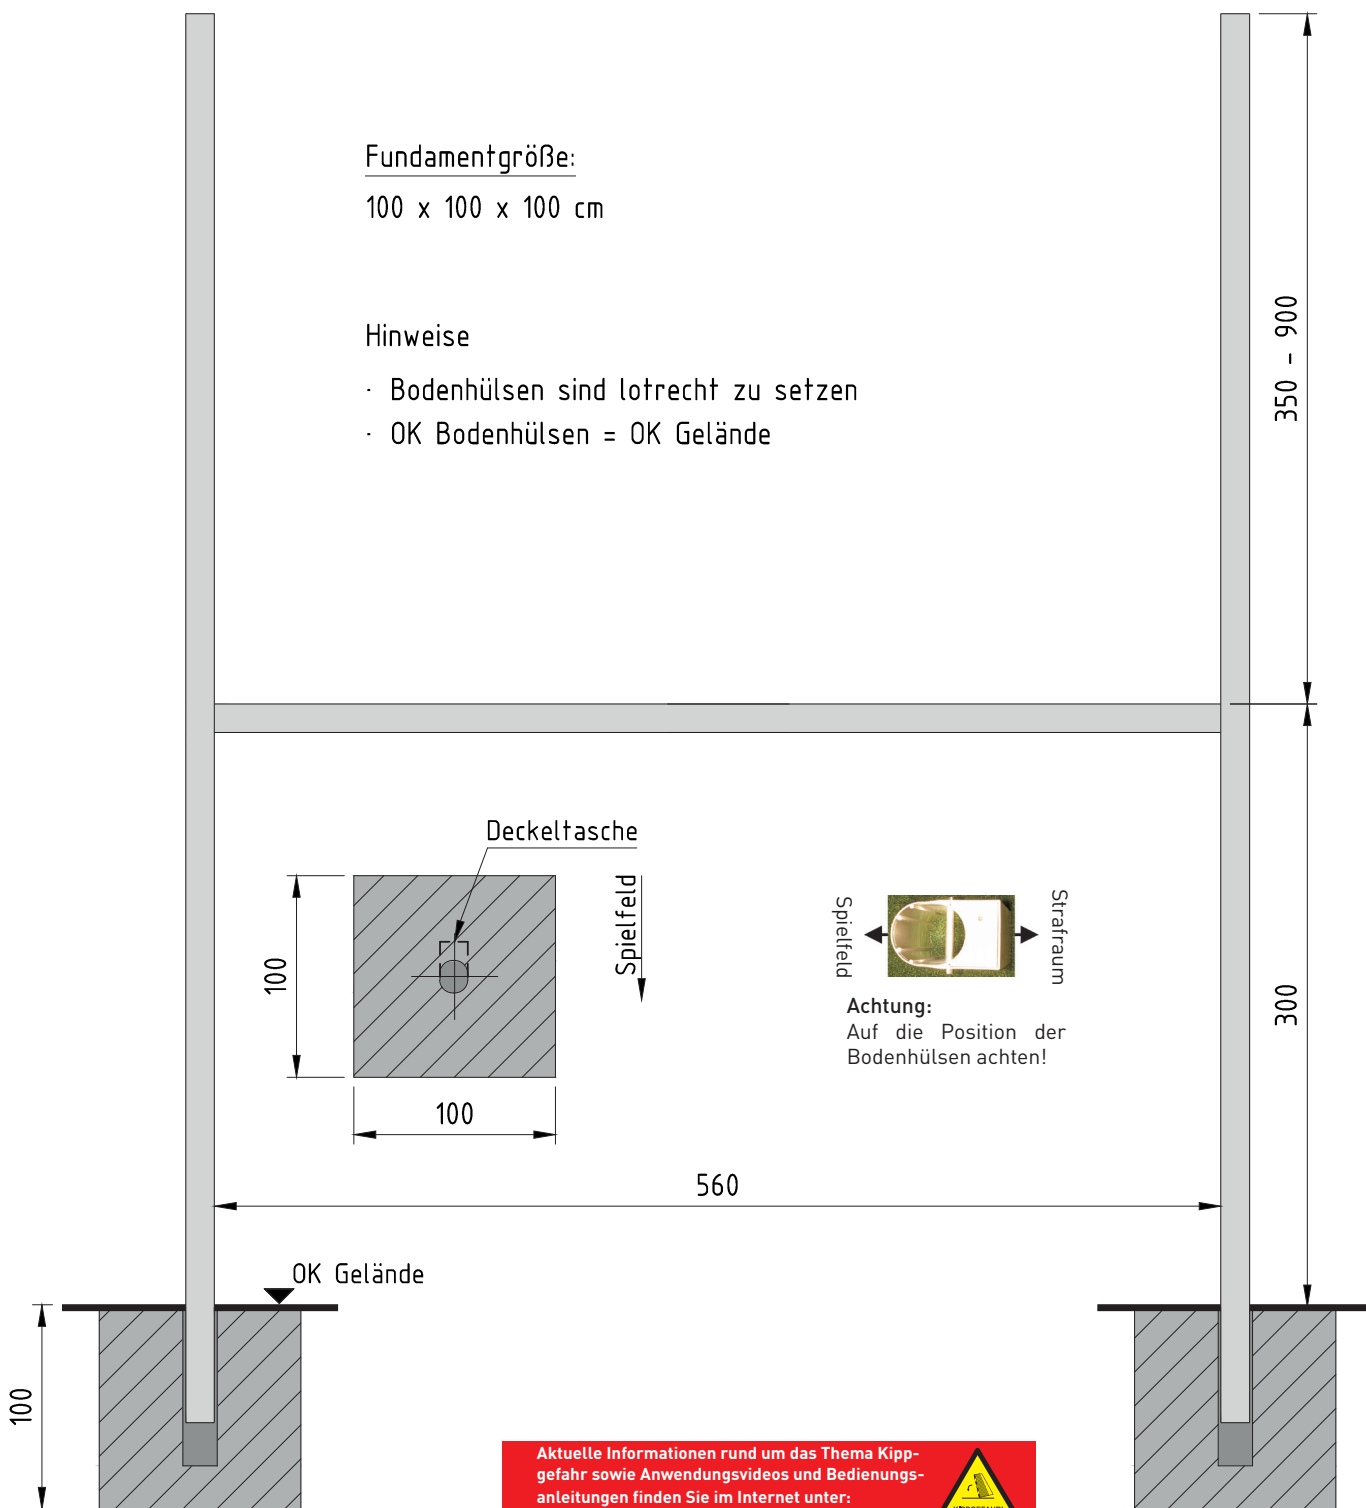 Fundamentgröße:
100 x 100 x 100 cm
350 - 900
Hinweise
· Bodenhülsen sind lotrecht zu setzen
· OK Bodenhülsen = OK Gelände
Deckeltasche
Spielfeld
100
100
Spielfeld
Strafraum
Achtung:
Auf die Position der
Bodenhülsen achten!
300
560
OK Gelände
100
Aktuelle Informationen rund um das Thema Kipp-
gefahr sowie Anwendungsvideos und Bedienungs-
anleitungen finden Sie im Internet unter: